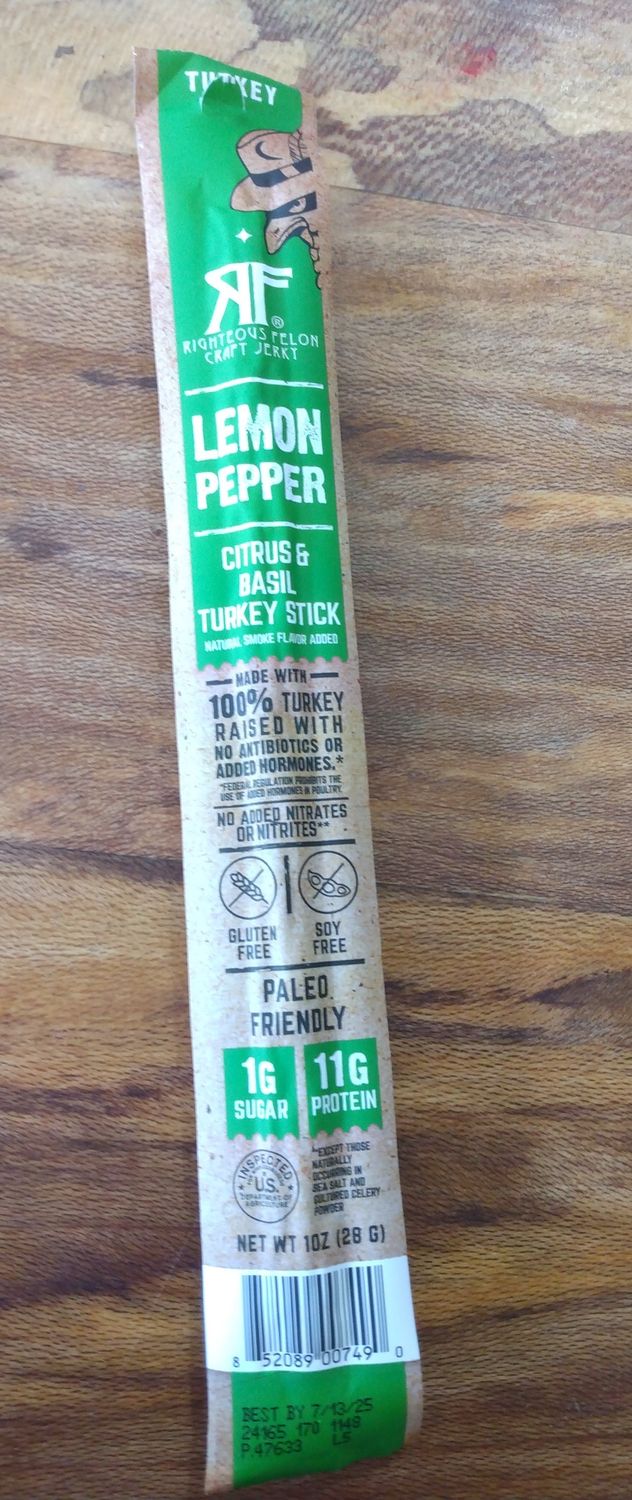 TURKEY
RF®
RIGHTEOUS FELON
CRAFT JERKY
LEMON
PEPPER
CITRUS &
BASIL
TURKEY STICK
NATURAL SMOKE FLAVOR ADDED
MADE WITH
100% TURKEY
RAISED WITH
NO ANTIBIOTICS OR
ADDED HORMONES.*
*FEDERAL REGULATION PROHIBITS THE
USE OF ADDED HORMONES IN POULTRY.
NO ADDED NITRATES
OR NITRITES**
GLUTEN
FREE
SOY
FREE
PALEO
FRIENDLY
1G
SUGAR
11G
PROTEIN
INSPECTED
U.S.
DEPARTMENT OF
AGRICULTURE
**EXCEPT THOSE
NATURALLY
OCCURRING IN
SEA SALT AND
CULTURED CELERY
POWDER
NET WT 1OZ (28 G)
8 52089 00749 0
BEST BY 7/13/25
24165 170 1148
P.47633 L5